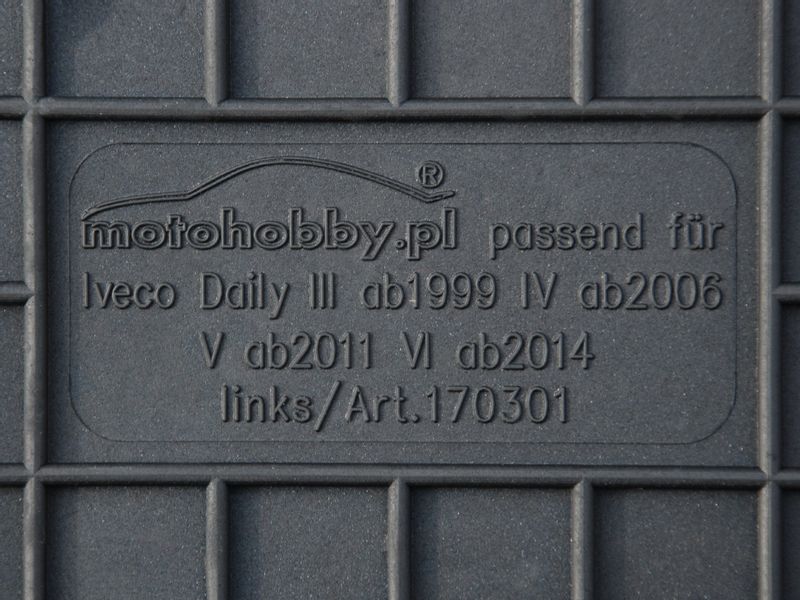 ®
motohobby.pl passend für
Iveco Daily III ab1999 IV ab2006
V ab2011 VI ab2014
links/Art.170301